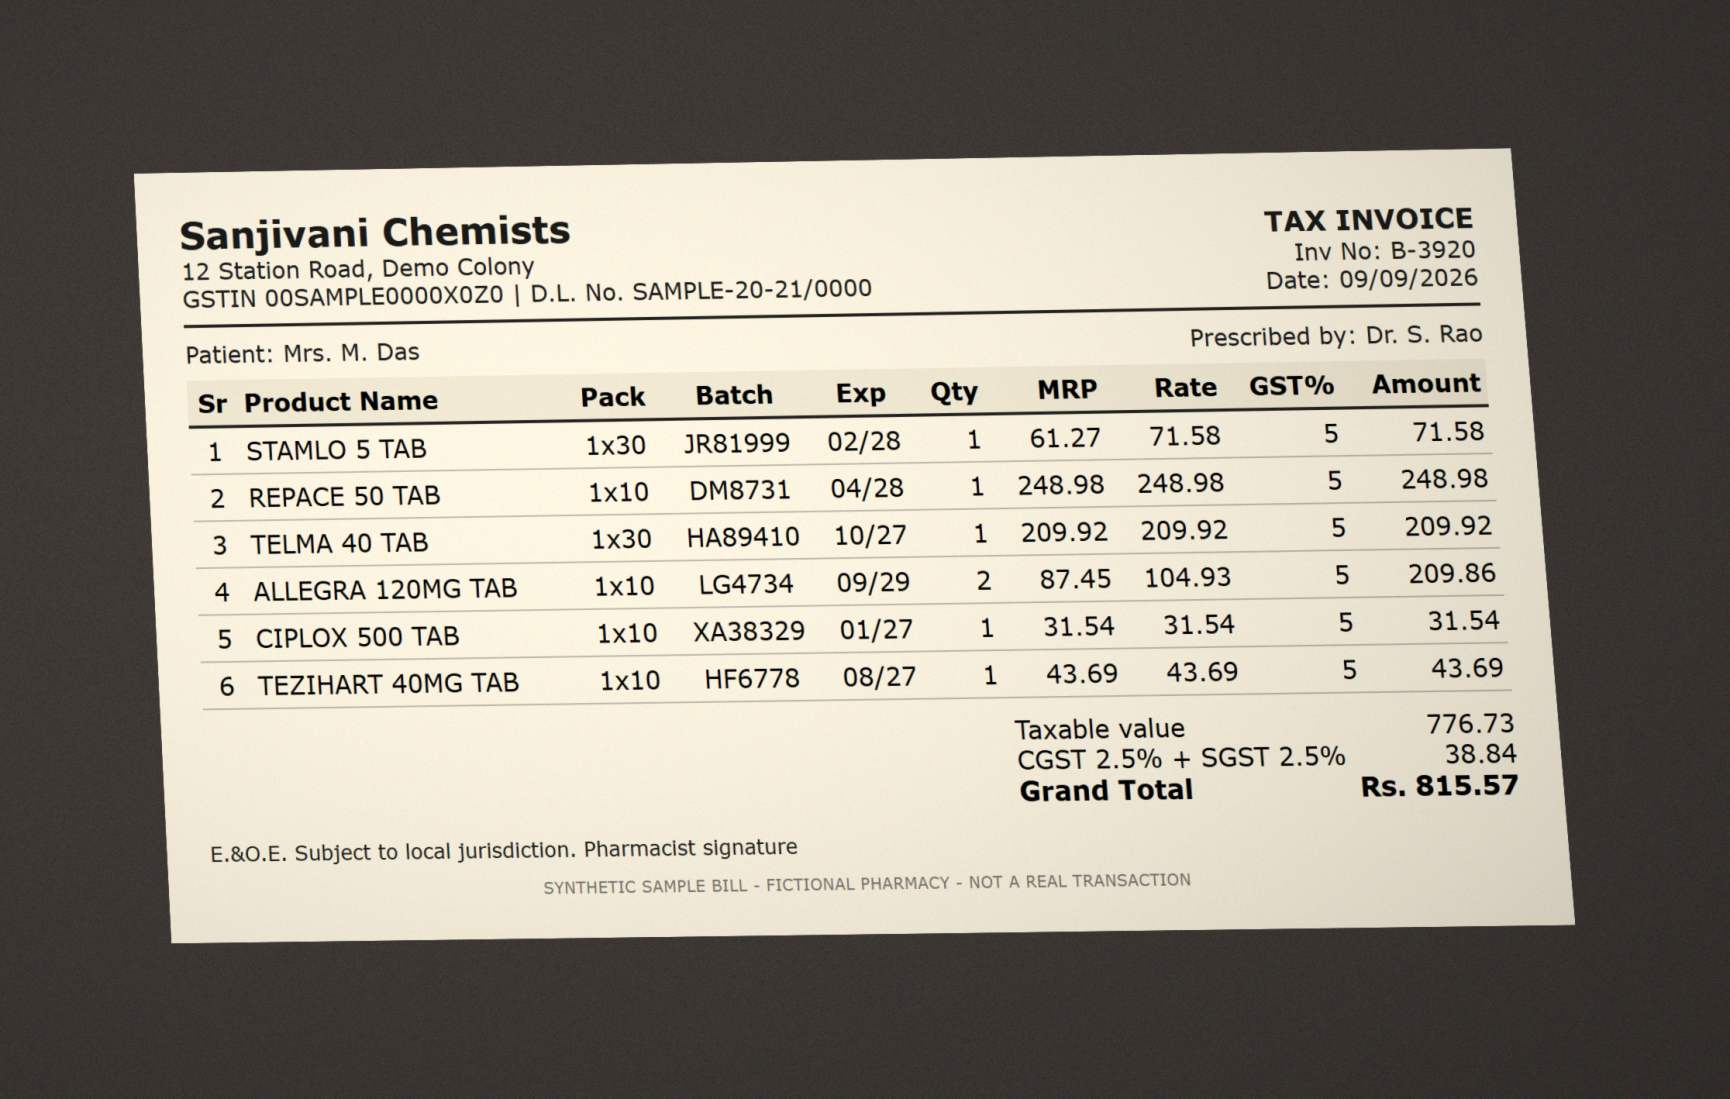 Sanjivani Chemists
TAX INVOICE
12 Station Road, Demo Colony
Inv No: B-3920
GSTIN 00SAMPLE0000X0Z0 | D.L. No. SAMPLE-20-21/0000
Date: 09/09/2026
Patient: Mrs. M. Das
Prescribed by: Dr. S. Rao
Sr Product Name Pack Batch Exp Qty MRP Rate GST% Amount
1 STAMLO 5 TAB 1x30 JR81999 02/28 1 61.27 71.58 5 71.58
2 REPACE 50 TAB 1x10 DM8731 04/28 1 248.98 248.98 5 248.98
3 TELMA 40 TAB 1x30 HA89410 10/27 1 209.92 209.92 5 209.92
4 ALLEGRA 120MG TAB 1x10 LG4734 09/29 2 87.45 104.93 5 209.86
5 CIPLOX 500 TAB 1x10 XA38329 01/27 1 31.54 31.54 5 31.54
6 TEZIHART 40MG TAB 1x10 HF6778 08/27 1 43.69 43.69 5 43.69
Taxable value 776.73
CGST 2.5% + SGST 2.5% 38.84
Grand Total Rs. 815.57
E.&O.E. Subject to local jurisdiction. Pharmacist signature
SYNTHETIC SAMPLE BILL - FICTIONAL PHARMACY - NOT A REAL TRANSACTION